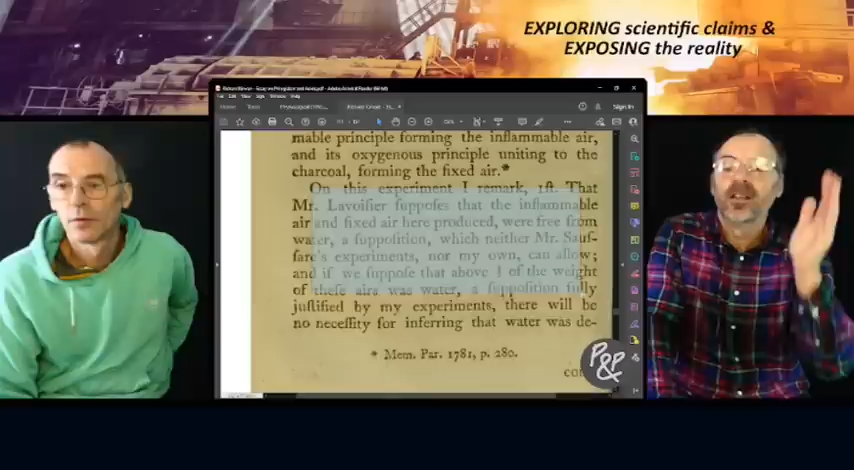 EXPLORING scientific claims &
EXPOSING the reality
Home
Tools
Sign In
mable principle forming the inflammable air,
and its oxygenous principle uniting to the
charcoal, forming the fixed air.*
On this experiment I remark, 1ſt. That
Mr. Lavoiſier ſuppoſes that the inflammable
air and fixed air here produced, were free from
water, a ſuppoſition, which neither Mr. Sauſ-
ſure's experiments, nor my own, can allow;
and if we ſuppoſe that above of the weight
of theſe airs was water, a ſuppoſition fully
juſtified by my experiments, there will be
no neceſſity for inferring that water was de-
* Mem. Par. 1781, p. 280.
P&P